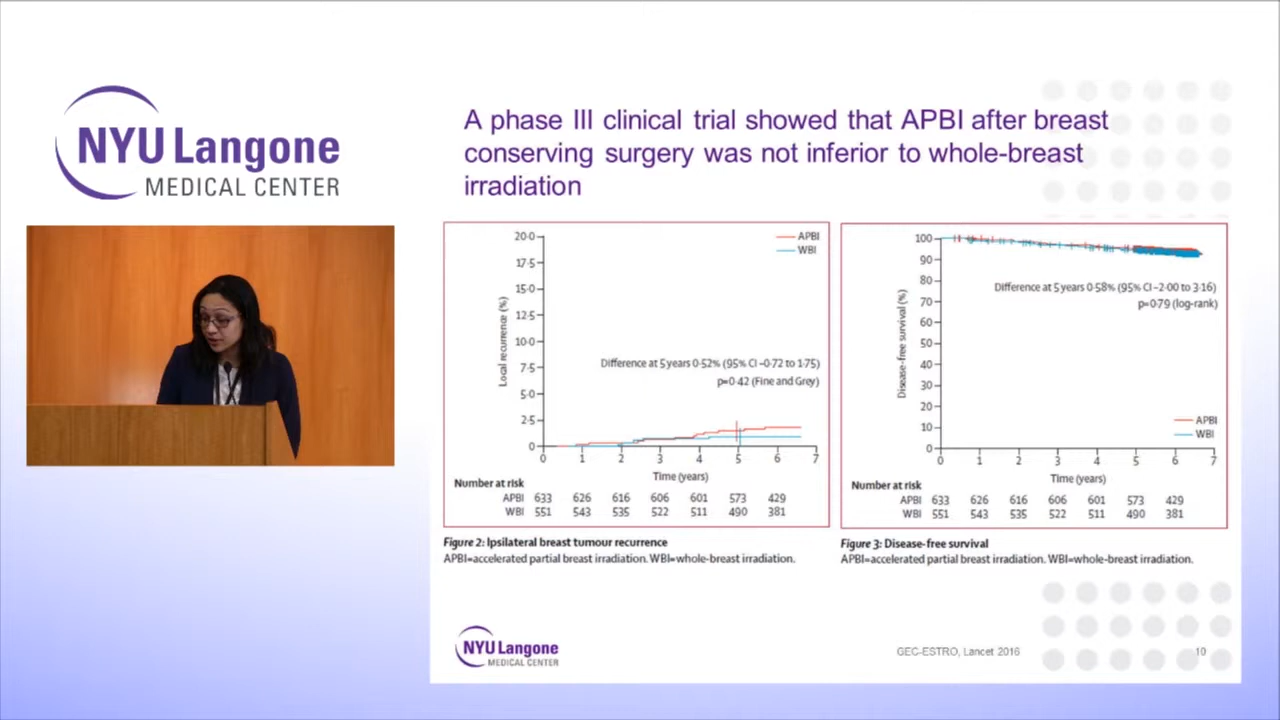 NYU Langone
MEDICAL CENTER
A phase III clinical trial showed that APBI after breast
conserving surgery was not inferior to whole-breast
irradiation
20·0
17·5
15·0
12·5
10·0
7·5
5·0
2·5
0
Local recurrence (%)
APBI
WBI
Difference at 5 years 0·52% (95% CI –0·72 to 1·75)
p=0·42 (Fine and Grey)
0 1 2 3 4 5 6 7
Time (years)
Number at risk
APBI 633 626 616 606 601 573 429
WBI 551 543 535 522 511 490 381
Figure 2: Ipsilateral breast tumour recurrence
APBI=accelerated partial breast irradiation. WBI=whole-breast irradiation.
100
90
80
70
60
50
40
30
20
10
0
Disease-free survival (%)
Difference at 5 years 0·58% (95% CI –2·00 to 3·16)
p=0·79 (log-rank)
APBI
WBI
0 1 2 3 4 5 6 7
Time (years)
Number at risk
APBI 633 626 616 606 601 573 429
WBI 551 543 535 522 511 490 381
Figure 3: Disease-free survival
APBI=accelerated partial breast irradiation. WBI=whole-breast irradiation.
NYU Langone
MEDICAL CENTER
GEC-ESTRO, Lancet 2016
10